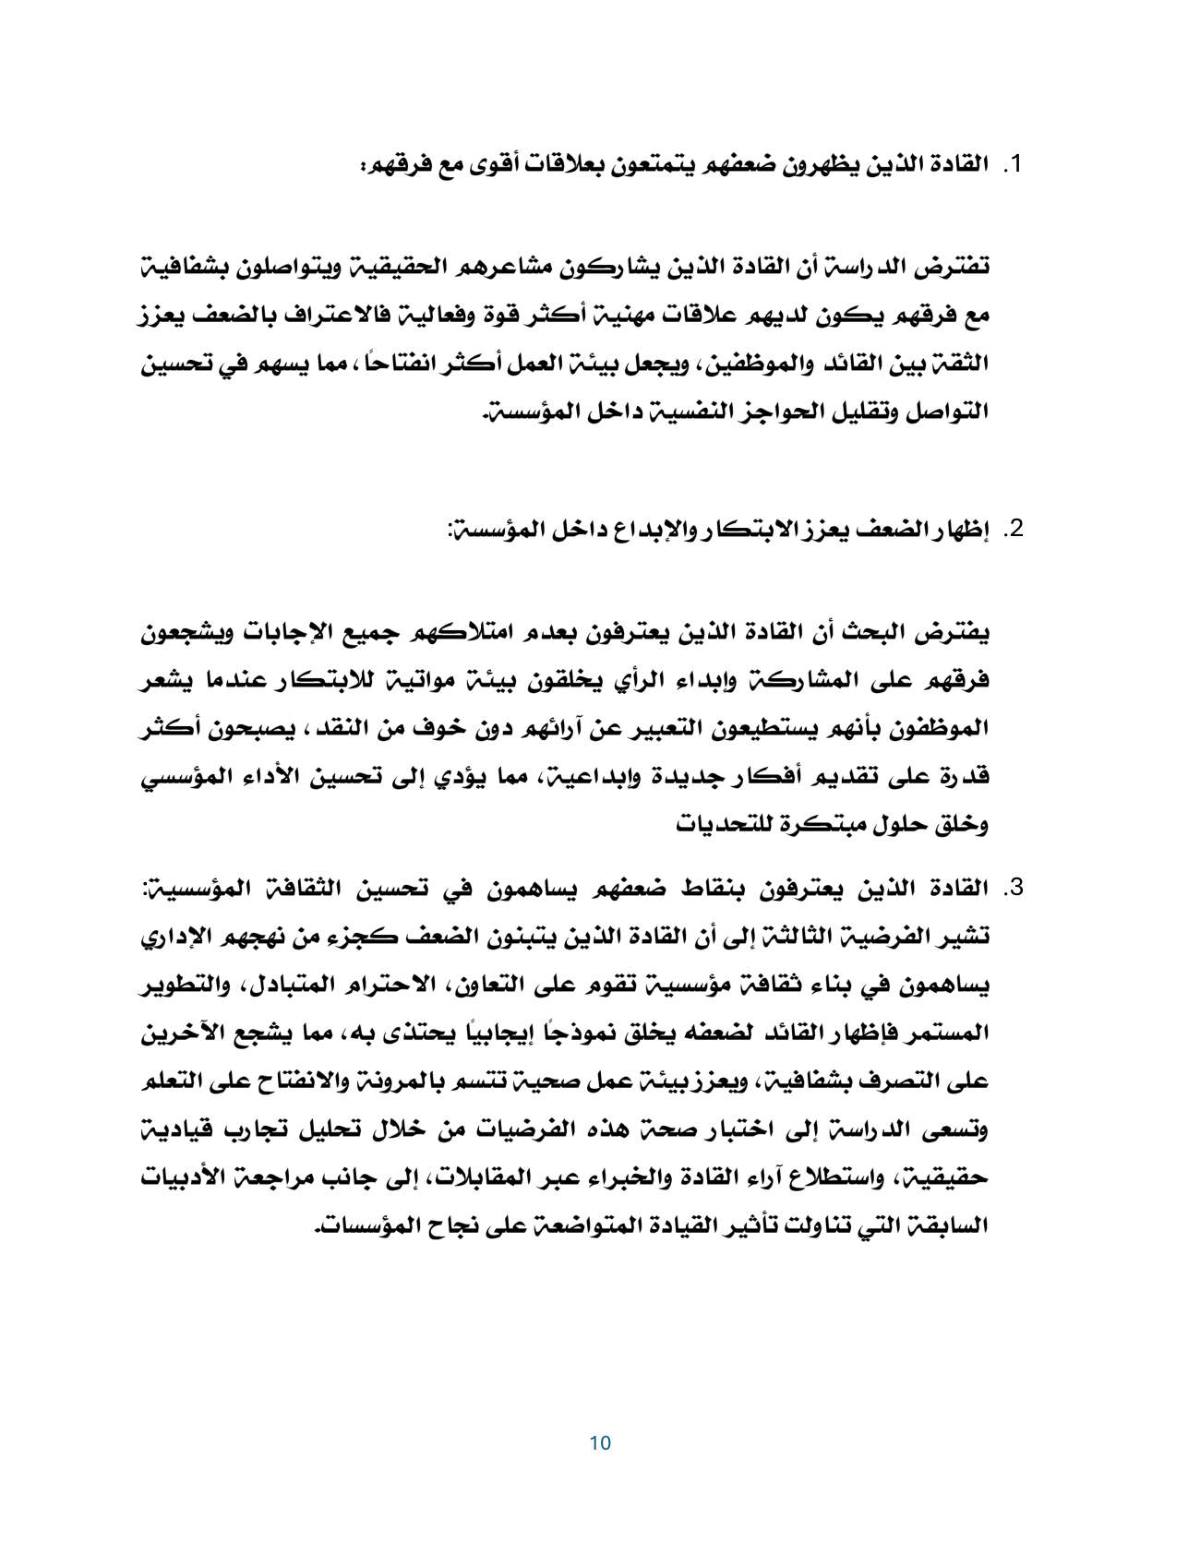 1. القادة الذين يظهرون ضعفهم يتمتعون بعلاقات أقوى مع فرقهم:
تفترض الدراسة أن القادة الذين يشاركون مشاعرهم الحقيقية ويتواصلون بشفافية
مع فرقهم يكون لديهم علاقات مهنية أكثر قوة وفعالية فالاعتراف بالضعف يعزز
الثقة بين القائد والموظفين، ويجعل بيئة العمل أكثر انفتاحًا، مما يسهم في تحسين
التواصل وتقليل الحواجز النفسية داخل المؤسسة.
2. إظهار الضعف يعزز الابتكار والإبداع داخل المؤسسة:
يفترض البحث أن القادة الذين يعترفون بعدم امتلاكهم جميع الإجابات ويشجعون
فرقهم على المشاركة وإبداء الرأي يخلقون بيئة مواتية للابتكار عندما يشعر
الموظفون بأنهم يستطيعون التعبير عن آرائهم دون خوف من النقد، يصبحون أكثر
قدرة على تقديم أفكار جديدة وإبداعية، مما يؤدي إلى تحسين الأداء المؤسسي
وخلق حلول مبتكرة للتحديات
3. القادة الذين يعترفون بنقاط ضعفهم يساهمون في تحسين الثقافة المؤسسية:
تشير الفرضية الثالثة إلى أن القادة الذين يتبنون الضعف كجزء من نهجهم الإداري
يساهمون في بناء ثقافة مؤسسية تقوم على التعاون، الاحترام المتبادل، والتطوير
المستمر فإظهار القائد لضعفه يخلق نموذجًا إيجابيًا يحتذى به، مما يشجع الآخرين
على التصرف بشفافية، ويعزز بيئة عمل صحية تتسم بالمرونة والانفتاح على التعلم
وتسعى الدراسة إلى اختبار صحة هذه الفرضيات من خلال تحليل تجارب قيادية
حقيقية، واستطلاع آراء القادة والخبراء عبر المقابلات، إلى جانب مراجعة الأدبيات
السابقة التي تناولت تأثير القيادة المتواضعة على نجاح المؤسسات.
10